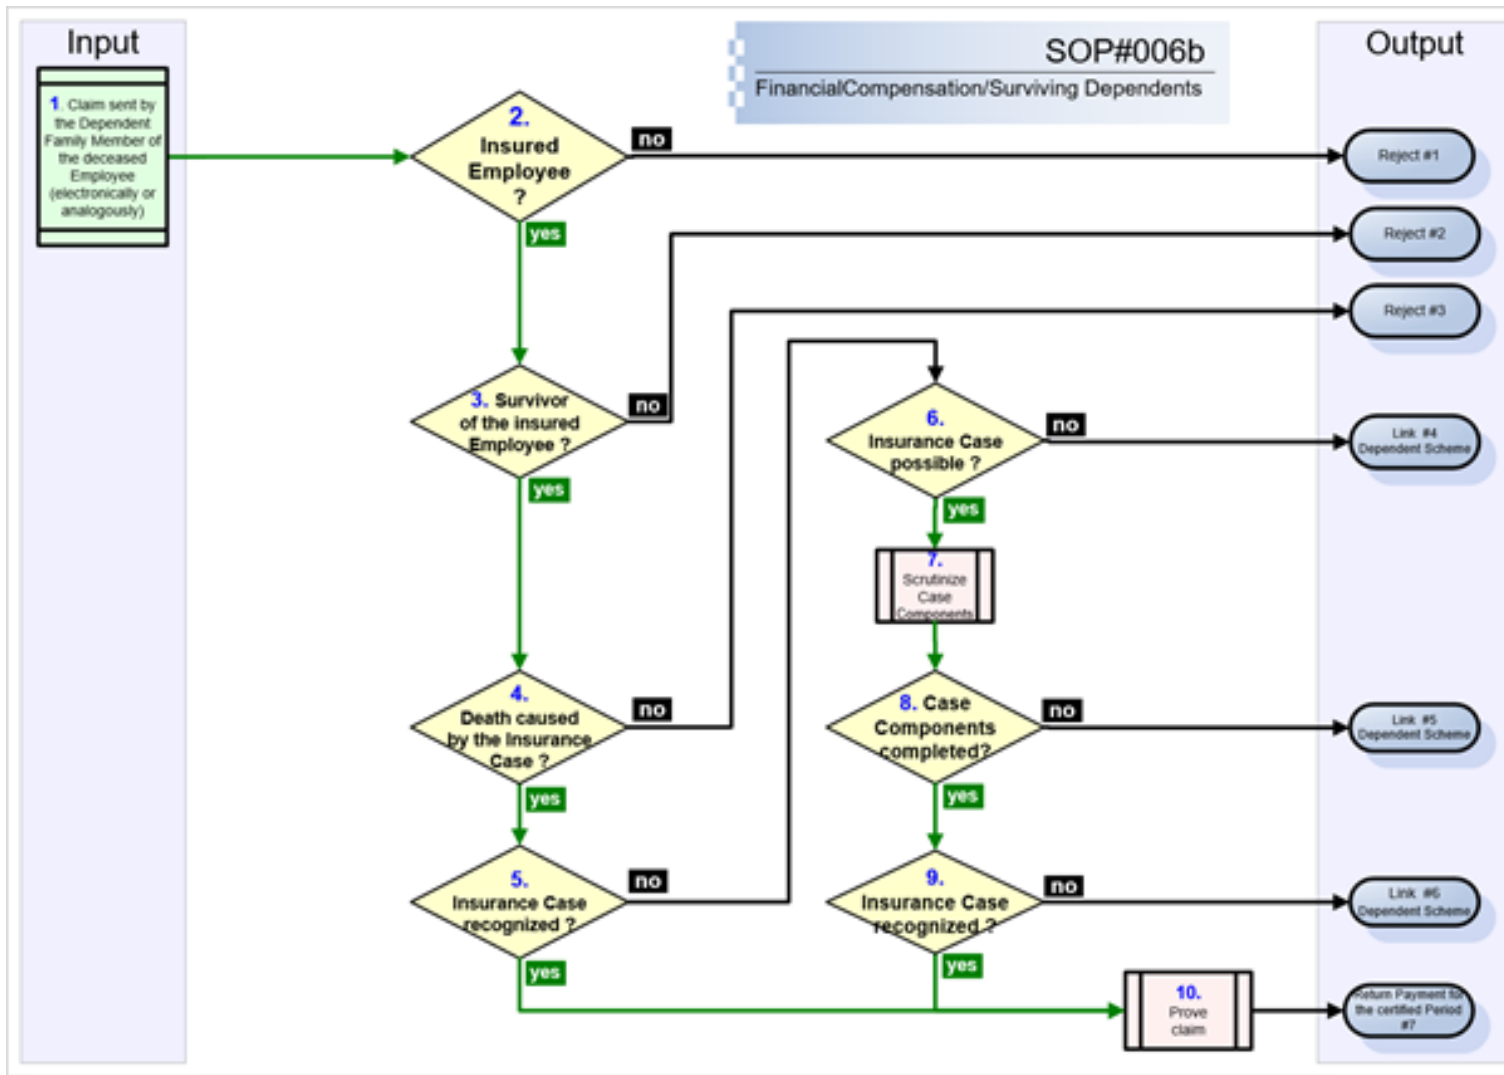 Input
SOP#006b
FinancialCompensation/Surviving Dependents
Output
1. Claim sent by
the Dependent
Family Member of
the deceased
Employee
(electronically or
analogously)
2.
Insured
Employee
?
no
yes
Reject #1
Reject #2
Reject #3
3. Survivor
of the insured
Employee ?
no
yes
6.
Insurance Case
possible ?
no
yes
Link #4
Dependent Scheme
7.
Scrutinize
Case
Components
4.
Death caused
by the Insurance
Case ?
no
yes
8. Case
Components
completed?
no
yes
Link #5
Dependent Scheme
5.
Insurance Case
recognized ?
no
yes
9.
Insurance Case
recognized ?
no
yes
Link #6
Dependent Scheme
10.
Prove
claim
Return Payment for
the certified Period
#7